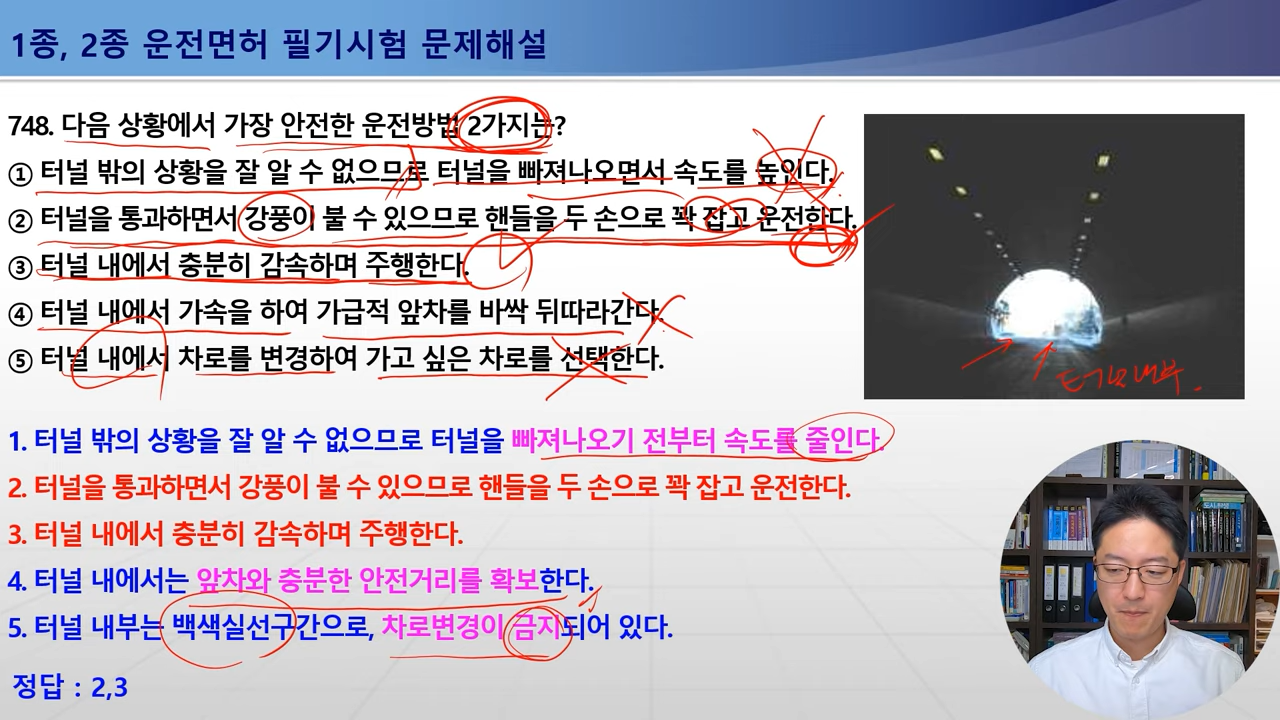 1종, 2종 운전면허 필기시험 문제해설
748. 다음 상황에서 가장 안전한 운전방법 2가지는?
① 터널 밖의 상황을 잘 알 수 없으므로 터널을 빠져나오면서 속도를 높인다.
② 터널을 통과하면서 강풍이 불 수 있으므로 핸들을 두 손으로 꽉 잡고 운전한다.
③ 터널 내에서 충분히 감속하며 주행한다.
④ 터널 내에서 가속을 하여 가급적 앞차를 바싹 뒤따라간다.
⑤ 터널 내에서 차로를 변경하여 가고 싶은 차로를 선택한다.
터널내부.
1. 터널 밖의 상황을 잘 알 수 없으므로 터널을 빠져나오기 전부터 속도를 줄인다.
2. 터널을 통과하면서 강풍이 불 수 있으므로 핸들을 두 손으로 꽉 잡고 운전한다.
3. 터널 내에서 충분히 감속하며 주행한다.
4. 터널 내에서는 앞차와 충분한 안전거리를 확보한다.
5. 터널 내부는 백색실선구간으로, 차로변경이 금지되어 있다.
정답 : 2,3